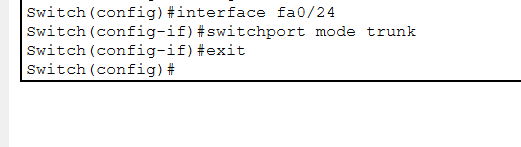 Switch(config)#interface fa0/24
Switch(config-if)#switchport mode trunk
Switch(config-if)#exit
Switch(config)#